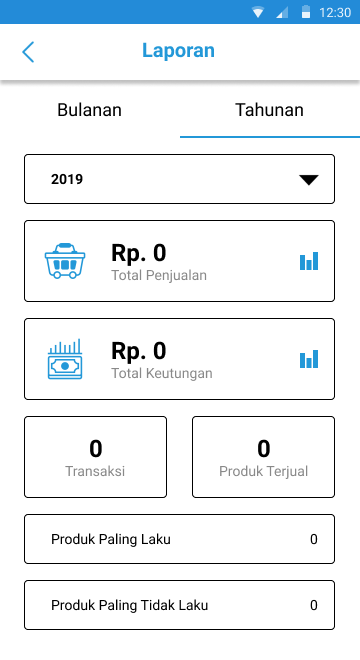 12:30
Laporan
Bulanan Tahunan
2019
Rp. 0
Total Penjualan
Rp. 0
Total Keutungan
0 0
Transaksi Produk Terjual
Produk Paling Laku 0
Produk Paling Tidak Laku 0